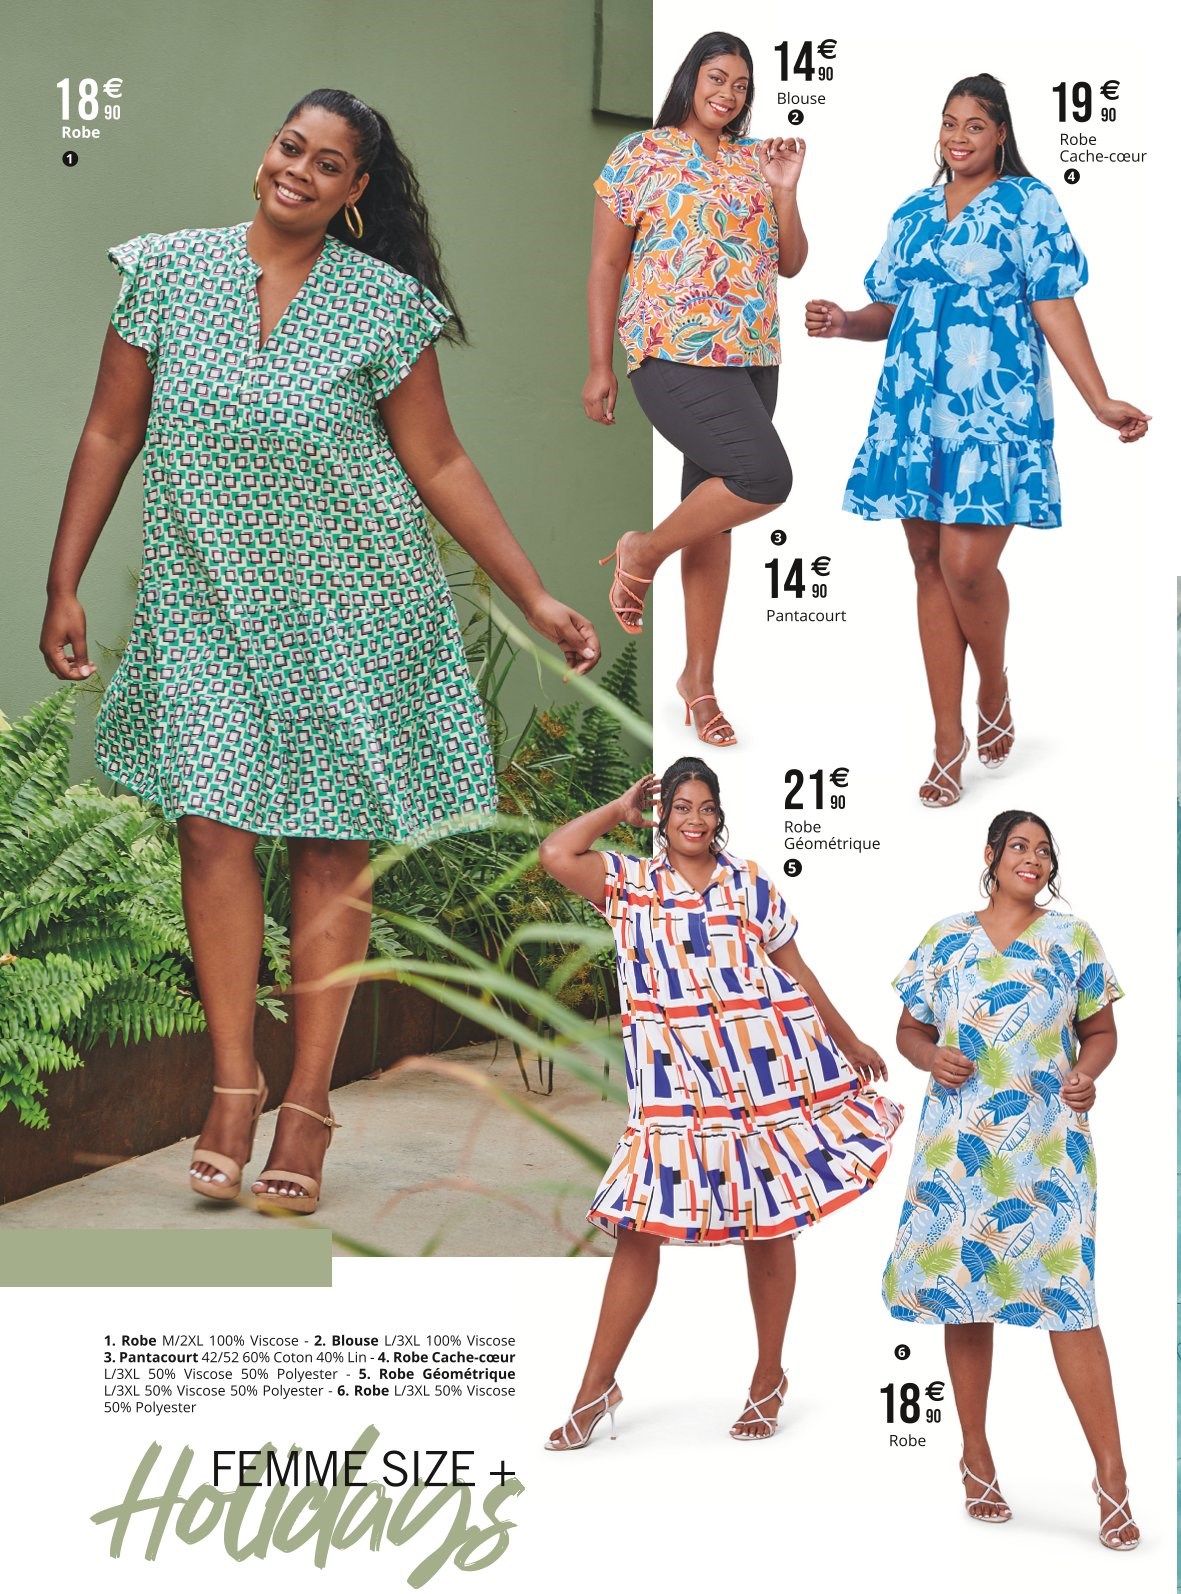 18€90
Robe
1
14€90
Blouse
2
19€90
Robe
Cache-cœur
4
3
14€90
Pantacourt
21€90
Robe
Géométrique
5
6
18€90
Robe
1. Robe M/2XL 100% Viscose - 2. Blouse L/3XL 100% Viscose
3. Pantacourt 42/52 60% Coton 40% Lin - 4. Robe Cache-cœur
L/3XL 50% Viscose 50% Polyester - 5. Robe Géométrique
L/3XL 50% Viscose 50% Polyester - 6. Robe L/3XL 50% Viscose
50% Polyester
FEMME SIZE +
Holidays